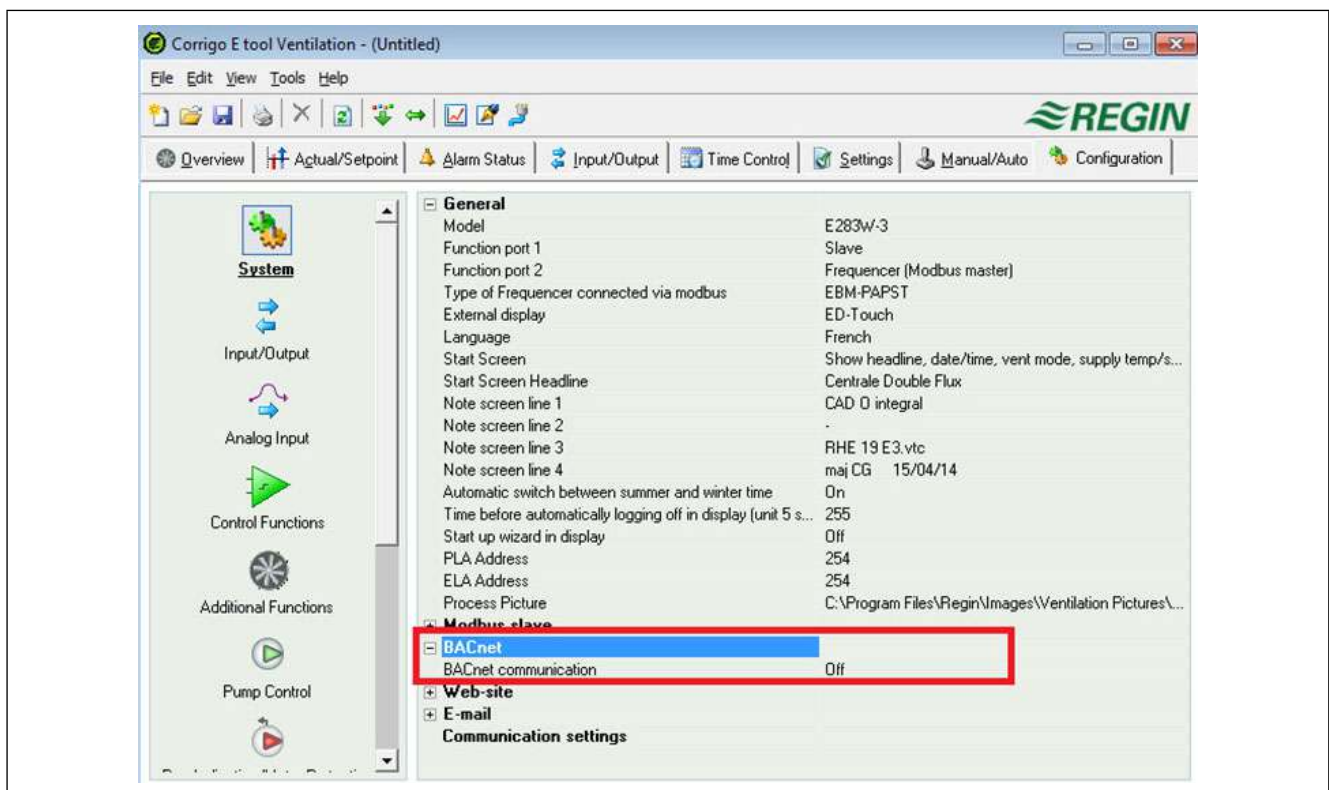 Corrigo E tool Ventilation - (Untitled)
File Edit View Tools Help
REGIN
Overview Actual/Setpoint Alarm Status Input/Output Time Control Settings Manual/Auto Configuration
System
Input/Output
Analog Input
Control Functions
Additional Functions
Pump Control
General
Model E283W-3
Function port 1 Slave
Function port 2 Frequencer (Modbus master)
Type of Frequencer connected via modbus EBM-PAPST
External display ED-Touch
Language French
Start Screen Show headline, date/time, vent mode, supply temp/s...
Start Screen Headline Centrale Double Flux
Note screen line 1 CAD O integral
Note screen line 2 -
Note screen line 3 RHE 19 E3.vtc
Note screen line 4 maj CG 15/04/14
Automatic switch between summer and winter time On
Time before automatically logging off in display (unit 5 s... 255
Start up wizard in display Off
PLA Address 254
ELA Address 254
Process Picture C:\Program Files\Regin\Images\Ventilation Pictures\...
Modbus slave
BACnet
BACnet communication Off
Web-site
E-mail
Communication settings